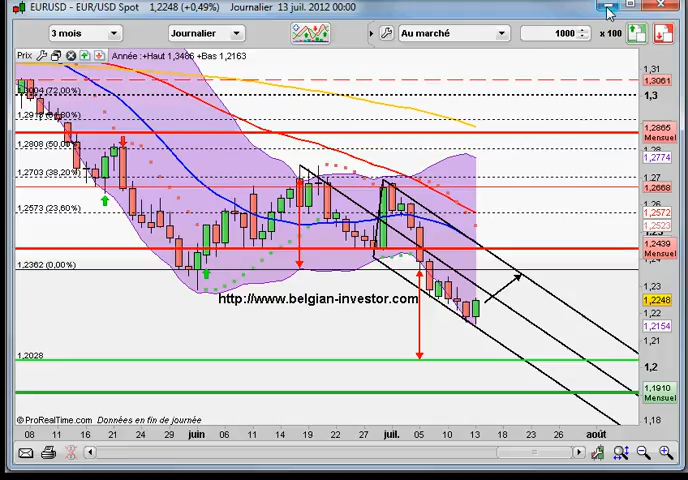 EURUSD - EUR/USD Spot 1,2248 (+0,49%) Journalier 13 juil. 2012 00:00
3 mois Journalier Au marché 1000 x 100
Prix Année :+Haut 1,3486 +Bas 1,2163
1,31
1,3061
1,3004 (72,00%)
1,3
1,2865
Mensuel
1,2808 (50,00%)
1,28
1,2774
1,2703 (38,20%)
1,27
1,2668
1,2573 (23,60%)
1,2572
1,2523
1,2439
Mensuel
1,24
1,2362 (0,00%)
http://www.belgian-investor.com
1,2248
1,22
1,2154
1,21
1,2028
1,2
1,1910
Mensuel
© ProRealTime.com Données en fin de journée
1,18
08 11 16 21 24 29 juin 06 11 14 19 22 27 juil. 05 10 13 18 23 26 août